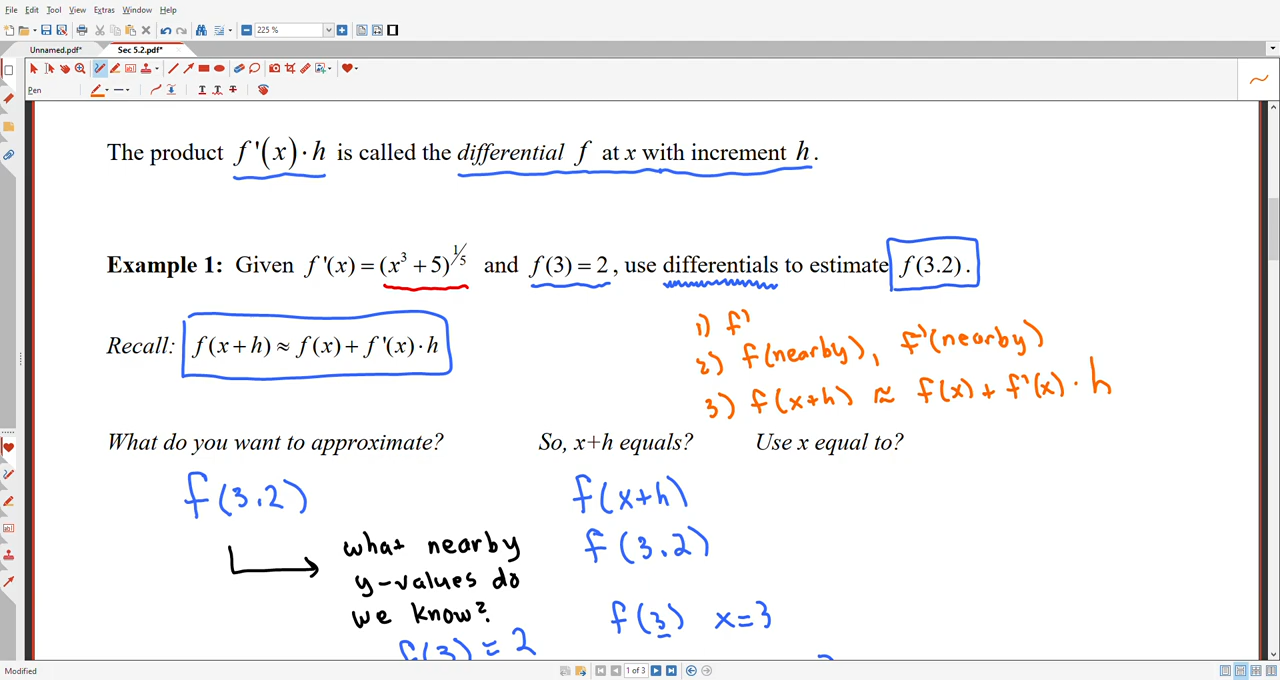 File Edit View Tool Extras Window Help
225 %
Unnamed.pdf* Sec 5.2.pdf*
Pen
The product f'(x)·h is called the differential f at x with increment h.
Example 1: Given f'(x) = (x³ + 5)^1/5 and f(3) = 2, use differentials to estimate f(3.2).
1) f'
Recall: f(x+h) ≈ f(x) + f'(x)·h
2) f(nearby), f'(nearby)
3) f(x+h) ≈ f(x) + f'(x) · h
What do you want to approximate? So, x+h equals? Use x equal to?
f(3.2) f(x+h)
what nearby f(3.2)
y-values do
we know? f(3) x=3
f(3) = 2
Modified 1 of 3